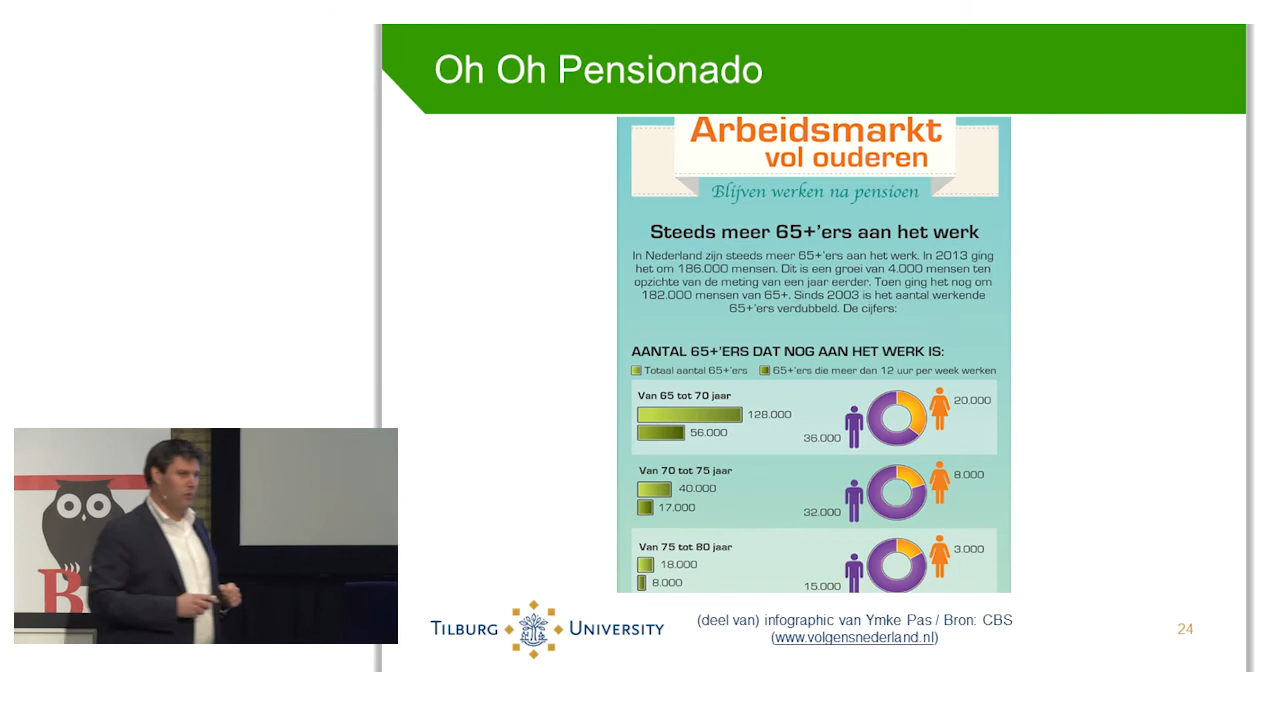 Oh Oh Pensionado
Arbeidsmarkt
vol ouderen
Blijven werken na pensioen
Steeds meer 65+'ers aan het werk
In Nederland zijn steeds meer 65+'ers aan het werk. In 2013 ging
het om 186.000 mensen. Dit is een groei van 4.000 mensen ten
opzichte van de meting van een jaar eerder. Toen ging het nog om
182.000 mensen van 65+. Sinds 2003 is het aantal werkende
65+'ers verdubbeld. De cijfers:
AANTAL 65+'ERS DAT NOG AAN HET WERK IS:
Totaal aantal 65+'ers 65+'ers die meer dan 12 uur per week werken
Van 65 tot 70 jaar
128.000
56.000
36.000
20.000
Van 70 tot 75 jaar
40.000
17.000
32.000
8.000
Van 75 tot 80 jaar
18.000
8.000
15.000
3.000
B
TILBURG UNIVERSITY
(deel van) infographic van Ymke Pas / Bron: CBS
(www.volgensnederland.nl)
24